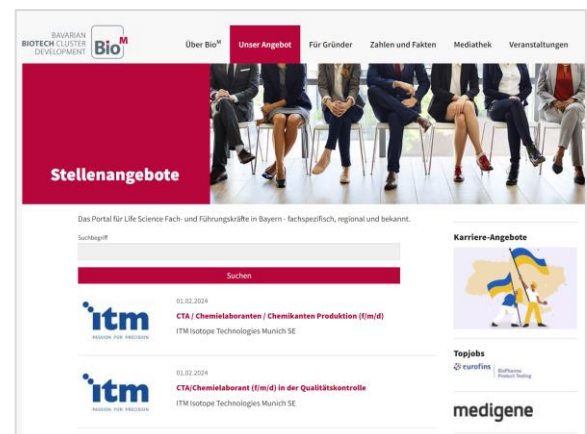 BAVARIAN
BIOTECH CLUSTER
DEVELOPMENT
BioM
Über BioM
Unser Angebot
Für Gründer
Zahlen und Fakten
Mediathek
Veranstaltungen
Stellenangebote
Das Portal für Life Science Fach- und Führungskräfte in Bayern - fachspezifisch, regional und bekannt.
Suchbegriff
Suchen
itm
PASSION FOR PRECISION
01.02.2024
CTA / Chemielaboranten / Chemikanten Produktion (f/m/d)
ITM Isotope Technologies Munich SE
itm
PASSION FOR PRECISION
01.02.2024
CTA/Chemielaborant (f/m/d) in der Qualitätskontrolle
ITM Isotope Technologies Munich SE
Karriere-Angebote
Topjobs
eurofins
BioPharma
Product Testing
medigene